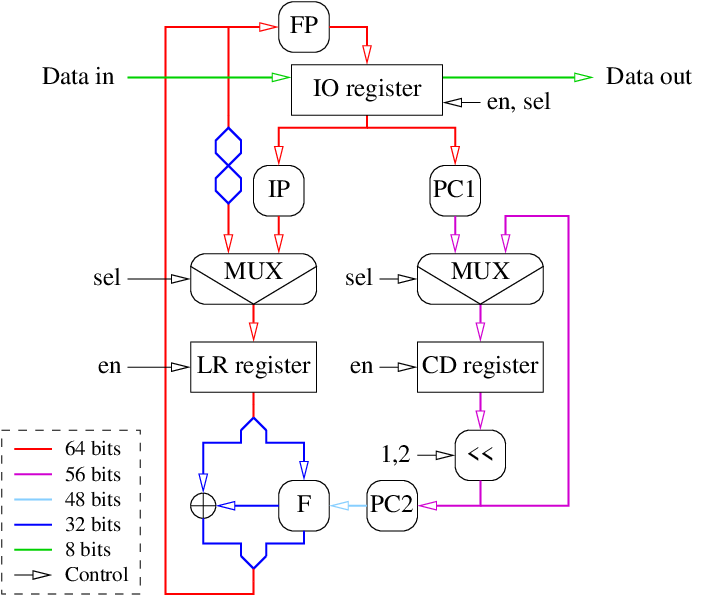 FP
Data in
IO register
Data out
en, sel
IP
PC1
MUX
MUX
sel
sel
en
LR register
en
CD register
1,2
<<
F
PC2
64 bits
56 bits
48 bits
32 bits
8 bits
Control